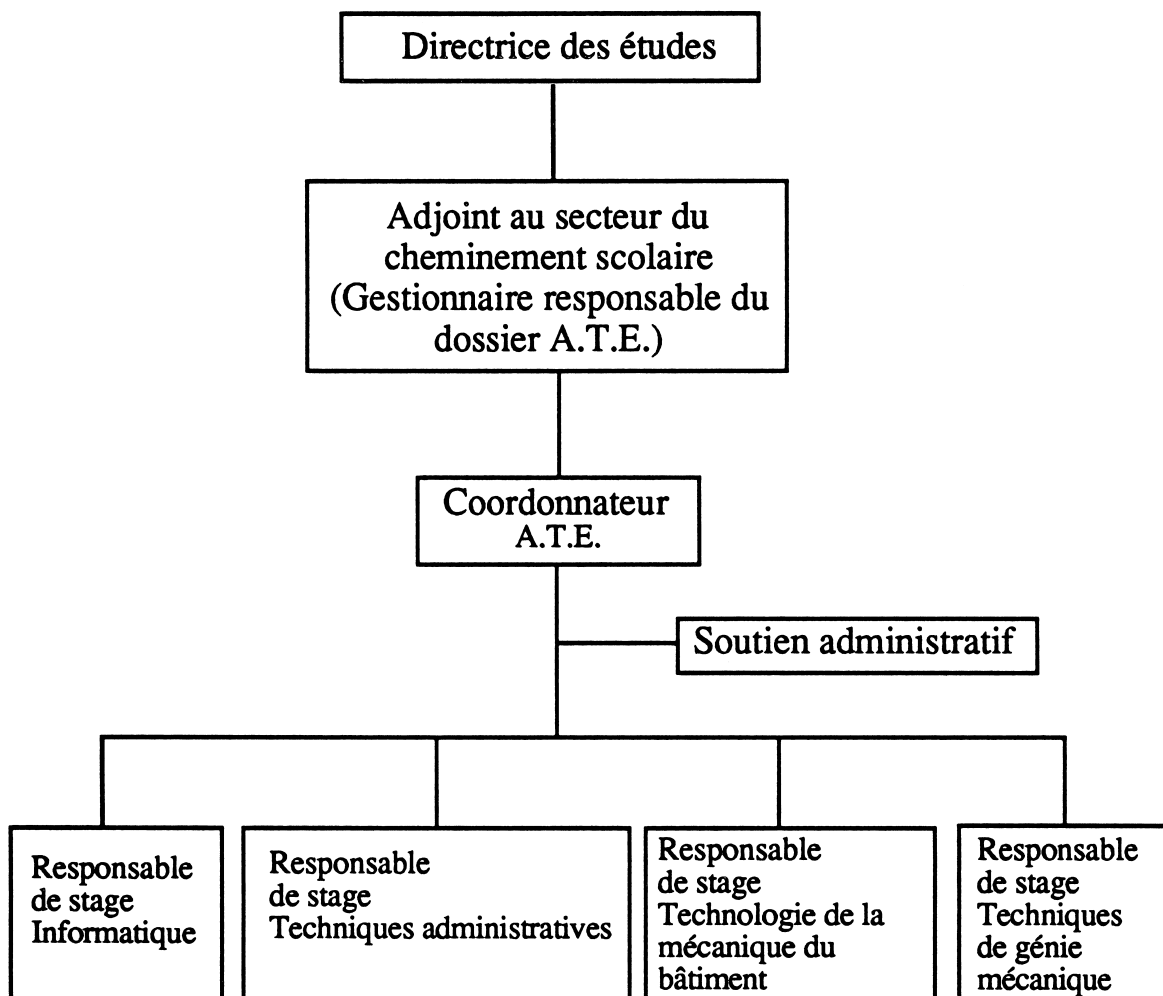 Directrice des études
Adjoint au secteur du
cheminement scolaire
(Gestionnaire responsable du
dossier A.T.E.)
Coordonnateur
A.T.E.
Soutien administratif
Responsable
de stage
Informatique
Responsable
de stage
Techniques administratives
Responsable
de stage
Technologie de la
mécanique du
bâtiment
Responsable
de stage
Techniques
de génie
mécanique